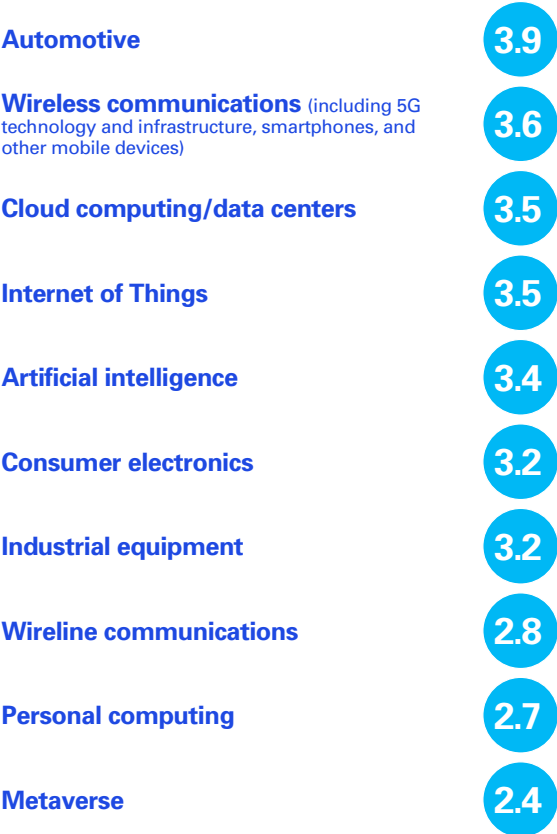 Automotive 3.9
Wireless communications (including 5G
technology and infrastructure, smartphones, and
other mobile devices) 3.6
Cloud computing/data centers 3.5
Internet of Things 3.5
Artificial intelligence 3.4
Consumer electronics 3.2
Industrial equipment 3.2
Wireline communications 2.8
Personal computing 2.7
Metaverse 2.4